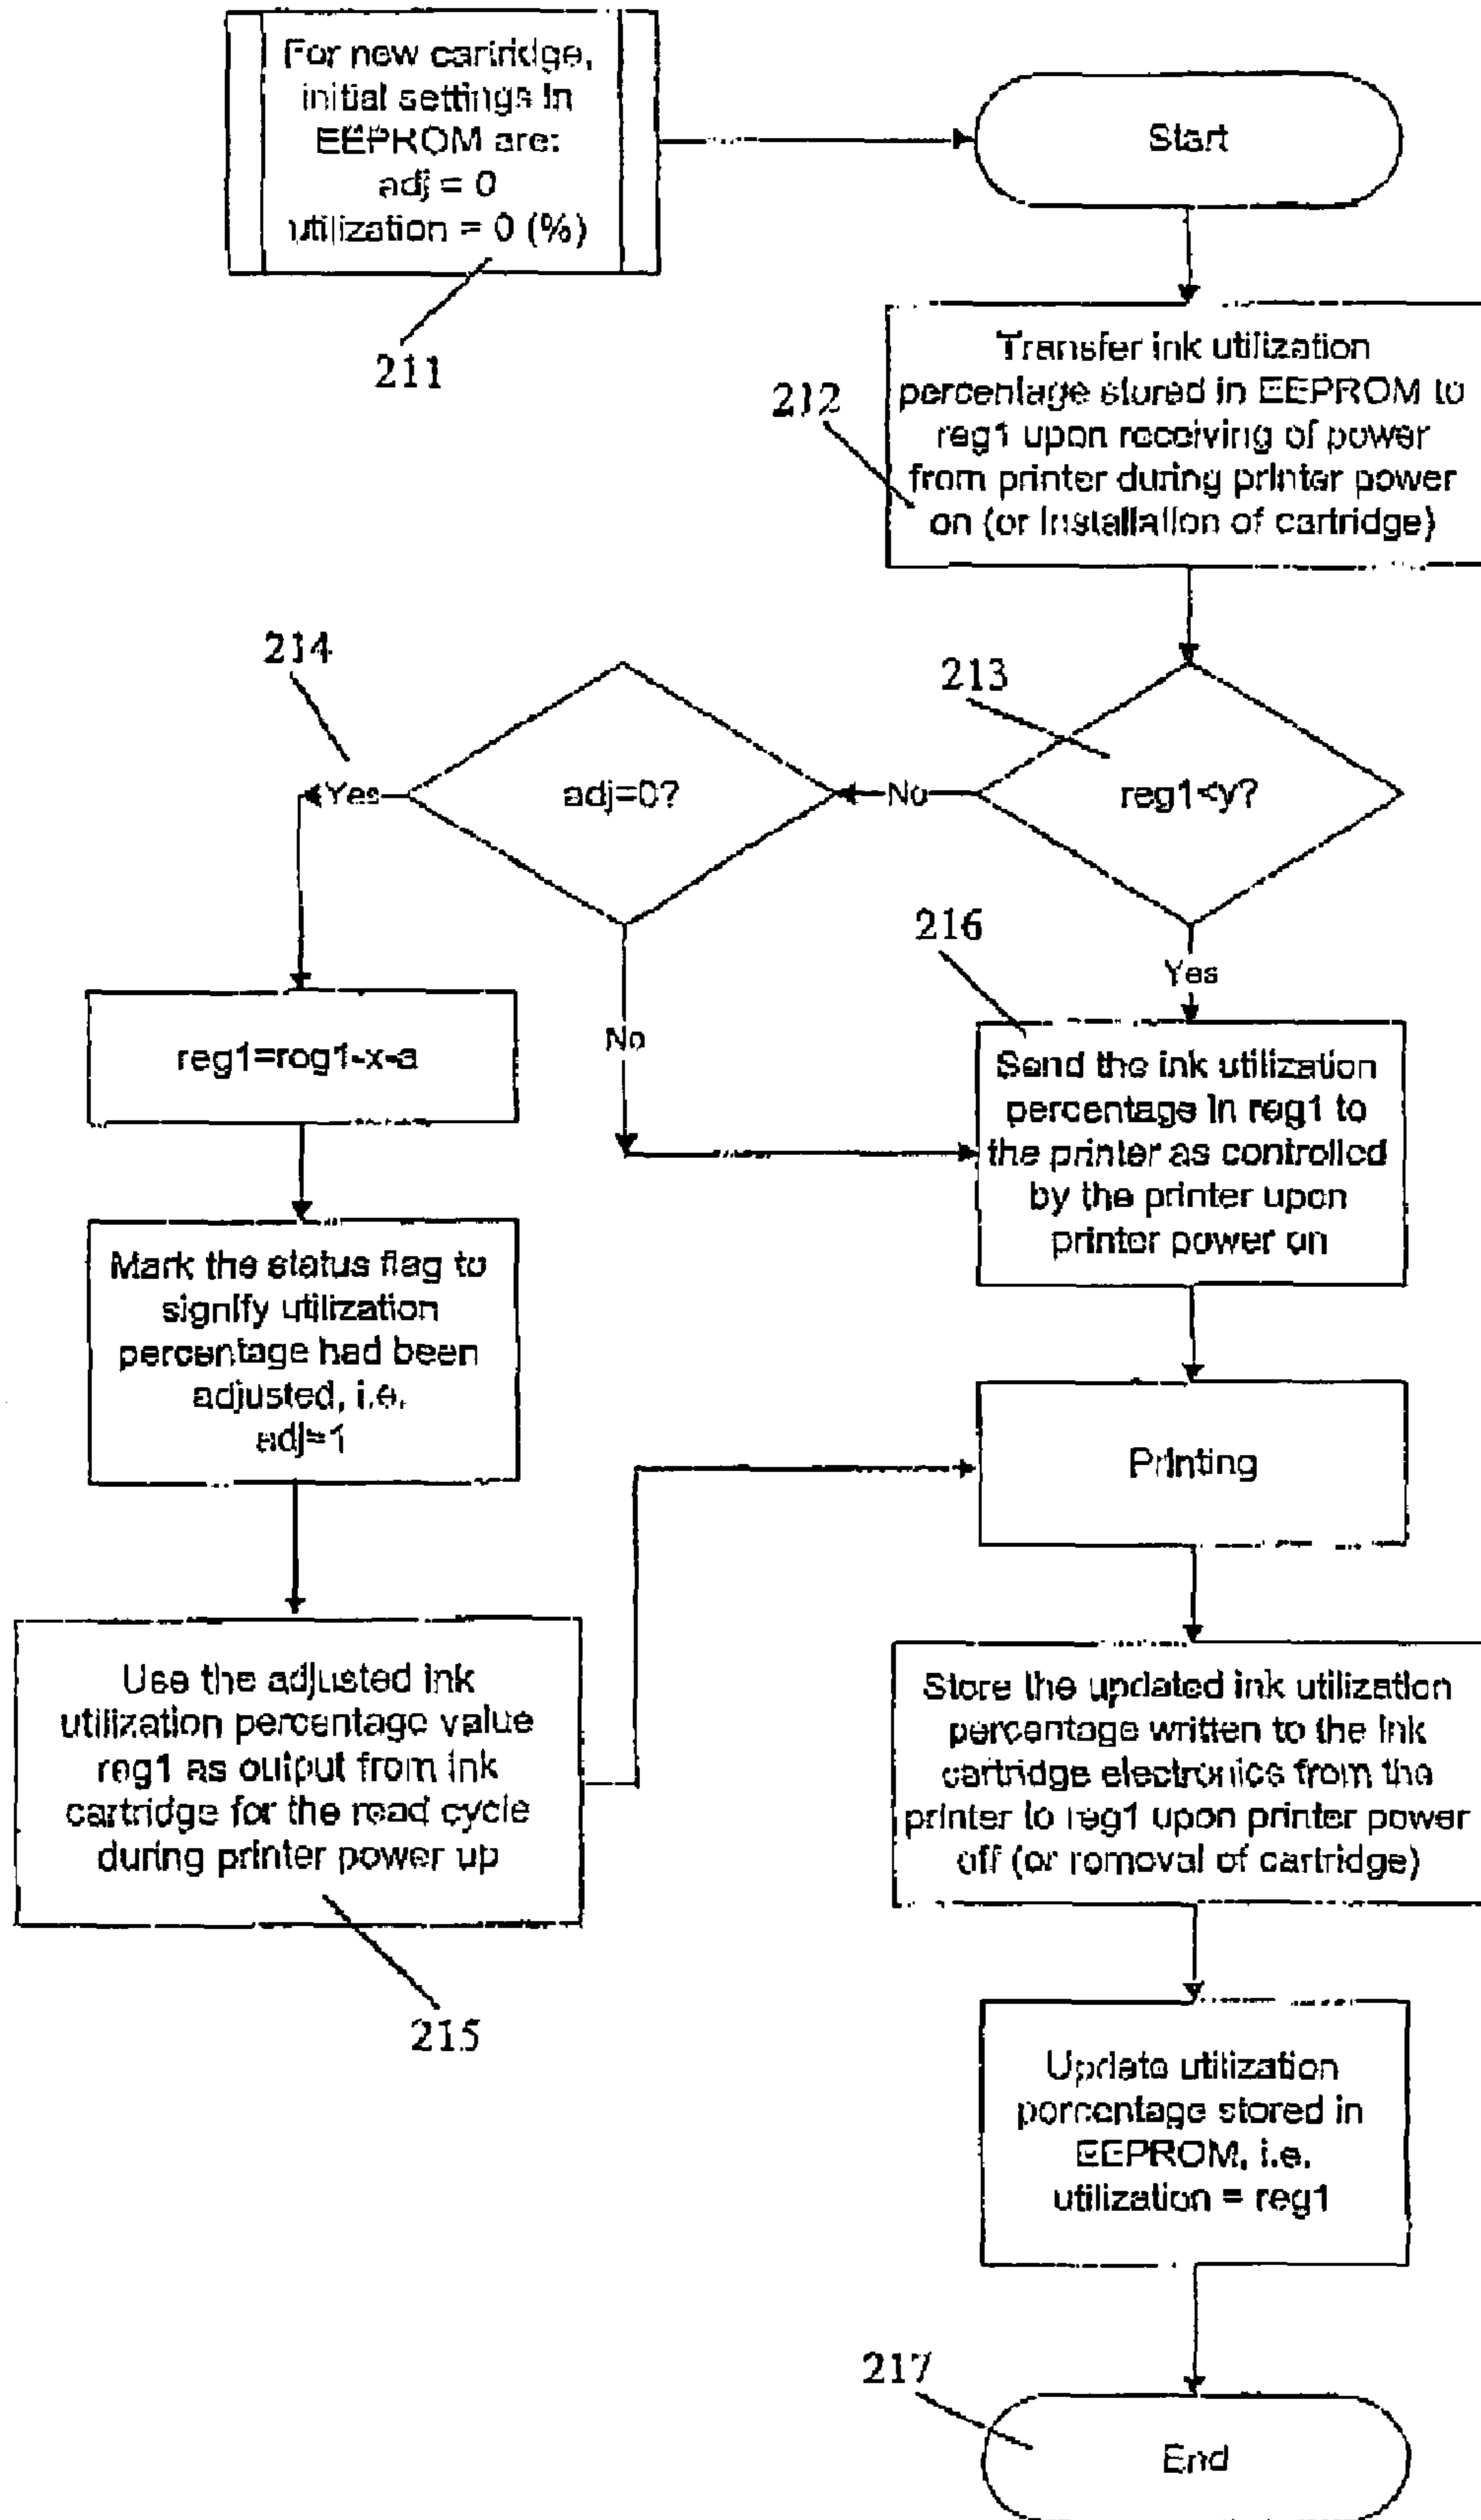 For new cartridge,
initial settings in
EEPROM are:
adj = 0
utilization = 0 (%)
211
Start
Transfer ink utilization
percentage stored in EEPROM to
reg1 upon receiving of power
from printer during printer power
on (or installation of cartridge)
212
213
reg1<y?
No
Yes
214
adj=0?
Yes
No
reg1=reg1-x-a
Mark the status flag to
signify utilization
percentage had been
adjusted, i.e.
adj=1
Use the adjusted ink
utilization percentage value
reg1 as output from ink
cartridge for the read cycle
during printer power up
215
216
Send the ink utilization
percentage in reg1 to
the printer as controlled
by the printer upon
printer power on
Printing
Store the updated ink utilization
percentage written to the ink
cartridge electronics from the
printer to reg1 upon printer power
off (or removal of cartridge)
Update utilization
percentage stored in
EEPROM, i.e.
utilization = reg1
217
End